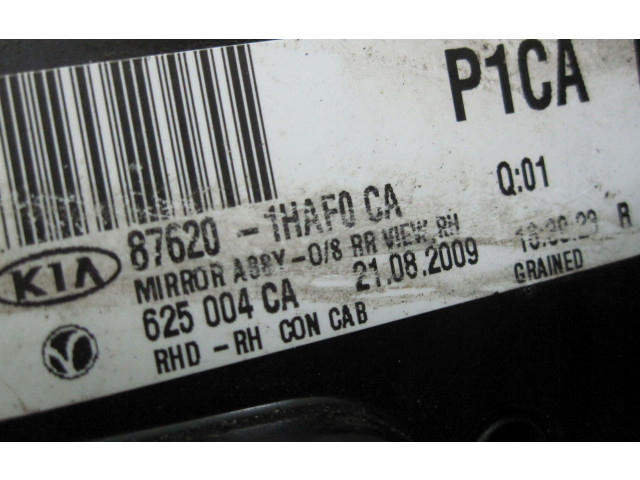 P1CA
Q:01
KIA
87620 - 1HAF0 CA
MIRROR ASSY-O/S RR VIEW,RH
625 004 CA 21.08.2009 R
RHD - RH CON CAB GRAINED